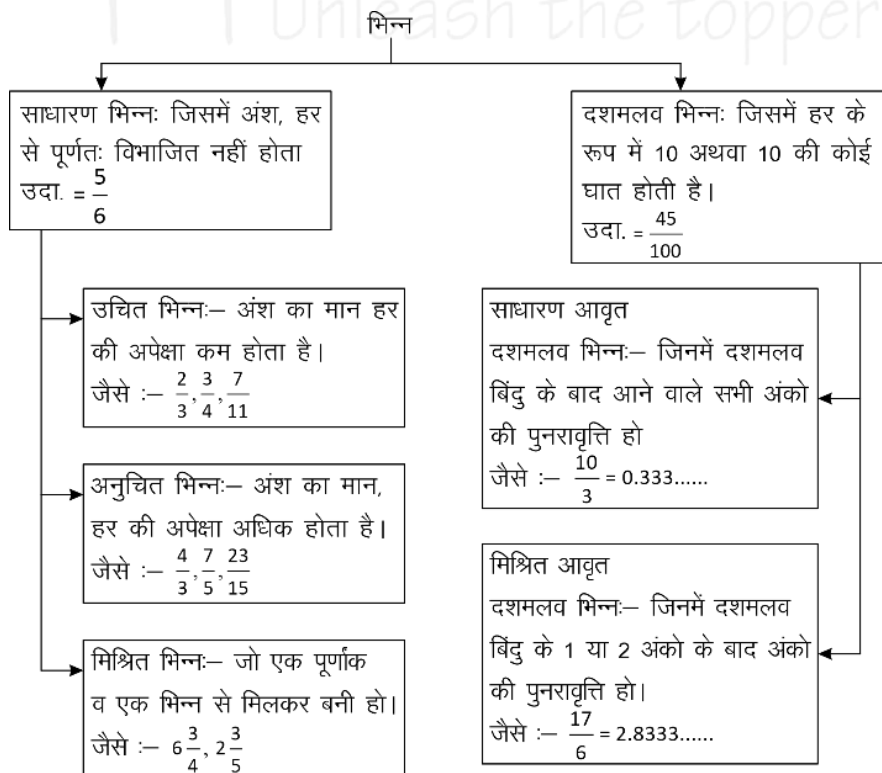 Unleash the topper
भिन्न
साधारण भिन्नः जिसमें अंश, हर
से पूर्णतः विभाजित नहीं होता
उदा. = 5/6
दशमलव भिन्नः जिसमें हर के
रूप में 10 अथवा 10 की कोई
घात होती है।
उदा. = 45/100
उचित भिन्नः– अंश का मान हर
की अपेक्षा कम होता है।
जैसे :– 2/3, 3/4, 7/11
अनुचित भिन्नः– अंश का मान,
हर की अपेक्षा अधिक होता है।
जैसे :– 4/3, 7/5, 23/15
मिश्रित भिन्नः– जो एक पूर्णांक
व एक भिन्न से मिलकर बनी हो।
जैसे :– 6 3/4, 2 3/5
साधारण आवृत
दशमलव भिन्नः– जिनमें दशमलव
बिंदु के बाद आने वाले सभी अंको
की पुनरावृत्ति हो
जैसे :– 10/3 = 0.333......
मिश्रित आवृत
दशमलव भिन्नः– जिनमें दशमलव
बिंदु के 1 या 2 अंको के बाद अंको
की पुनरावृत्ति हो।
जैसे :– 17/6 = 2.8333......